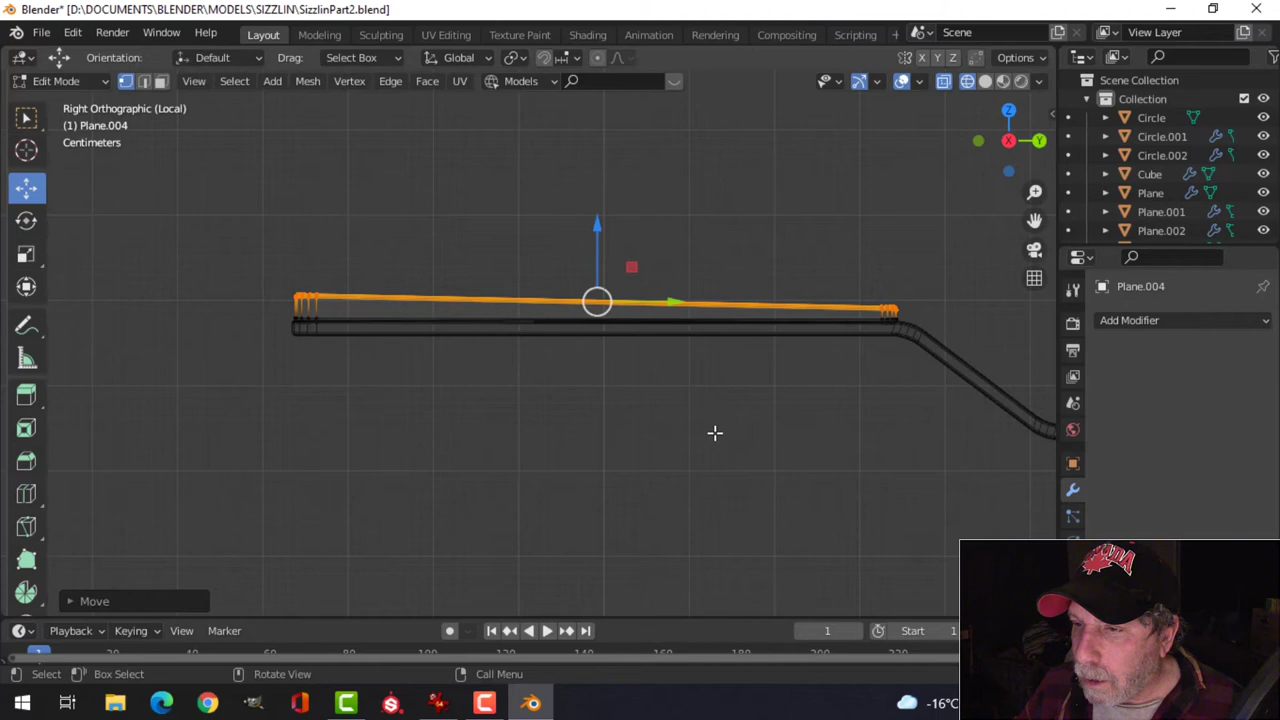 Blender* [D:\DOCUMENTS\BLENDER\MODELS\SIZZLIN\SizzlinPart2.blend]
File Edit Render Window Help Layout Modeling Sculpting UV Editing Texture Paint Shading Animation Rendering Compositing Scripting + Scene View Layer
Orientation: Default Drag: Select Box Global X Y Z Options
Edit Mode View Select Add Mesh Vertex Edge Face UV Models
Right Orthographic (Local)
(1) Plane.004
Centimeters
Z
X
Y
Scene Collection
Collection
Circle
Circle.001
Circle.002
Cube
Plane
Plane.001
Plane.002
Plane.004
Add Modifier
Move
Playback Keying View Marker 1 Start 1
Select Box Select Rotate View Call Menu
-16°C